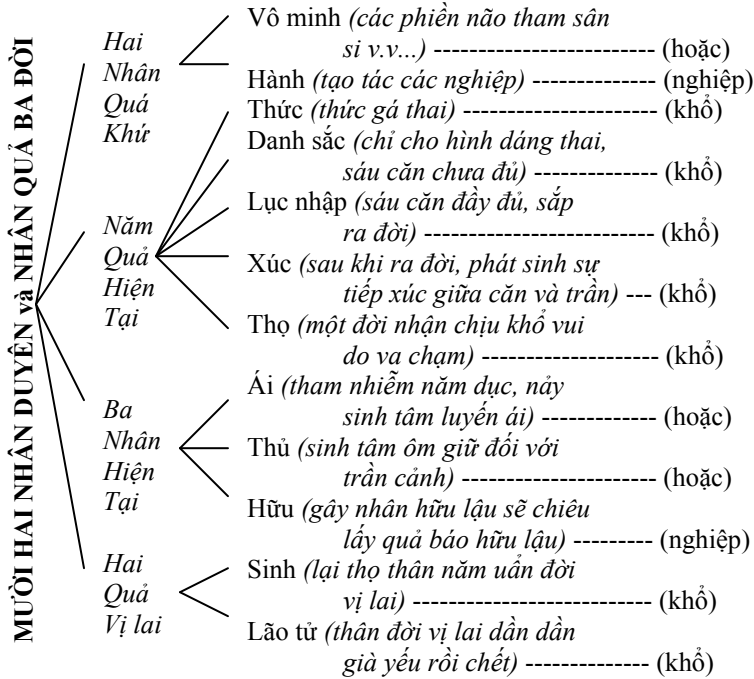 MƯỜI HAI NHÂN DUYÊN và NHÂN QUẢ BA ĐỜI
Hai
Nhân
Quá
Khứ
Vô minh (các phiền não tham sân
si v.v...) -------------------------- (hoặc)
Hành (tạo tác các nghiệp) -------------- (nghiệp)
Năm
Quả
Hiện
Tại
Thức (thức gá thai) ----------------------- (khổ)
Danh sắc (chỉ cho hình dáng thai,
sáu căn chưa đủ) ---------------- (khổ)
Lục nhập (sáu căn đầy đủ, sắp
ra đời) --------------------------- (khổ)
Xúc (sau khi ra đời, phát sinh sự
tiếp xúc giữa căn và trần) --- (khổ)
Thọ (một đời nhận chịu khổ vui
do va chạm) --------------------- (khổ)
Ba
Nhân
Hiện
Tại
Ái (tham nhiễm năm dục, nảy
sinh tâm luyến ái) ------------- (hoặc)
Thủ (sinh tâm ôm giữ đối với
trần cảnh) ----------------------- (hoặc)
Hữu (gây nhân hữu lậu sẽ chiêu
lấy quả báo hữu lậu) --------- (nghiệp)
Hai
Quả
Vị lai
Sinh (lại thọ thân năm uẩn đời
vị lai) ---------------------------- (khổ)
Lão tử (thân đời vị lai dần dần
già yếu rồi chết) -------------- (khổ)